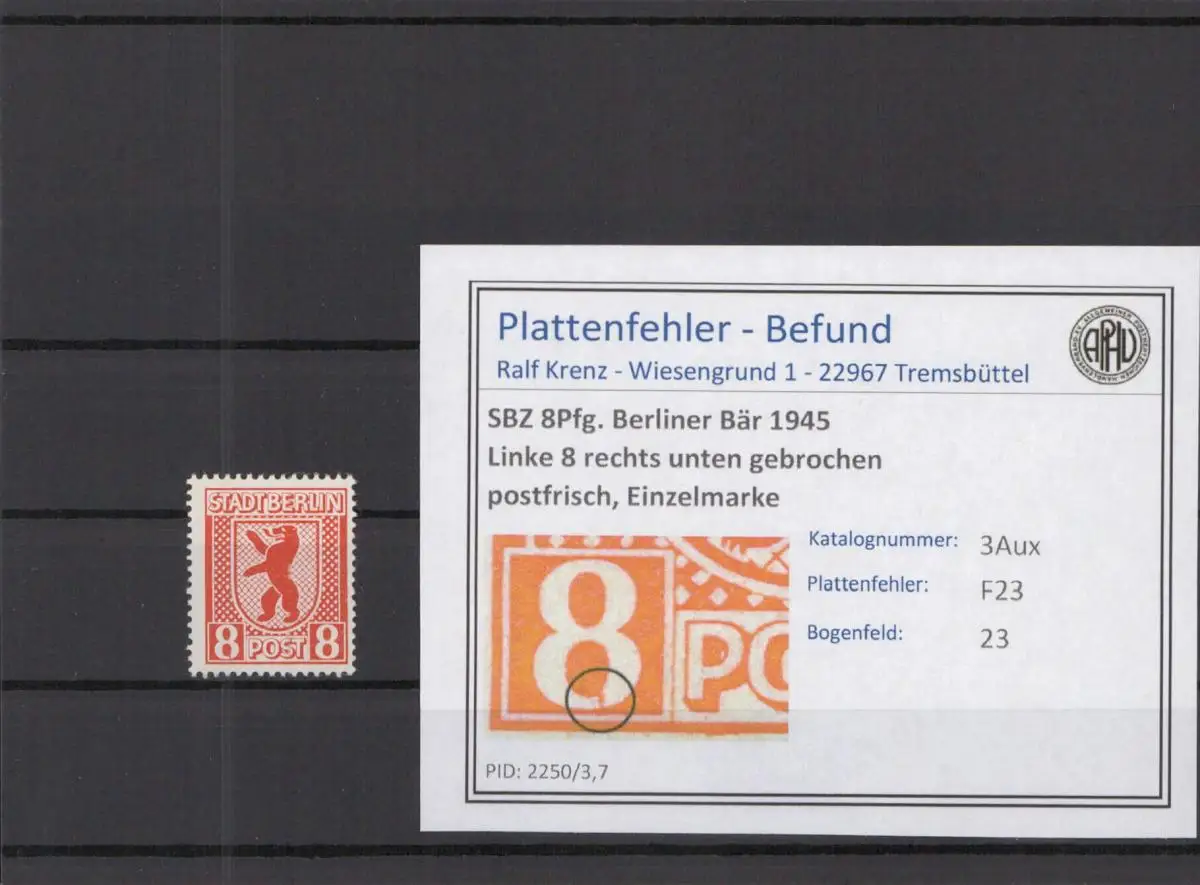 STADT BERLIN
8 POST 8
Plattenfehler - Befund
Ralf Krenz - Wiesengrund 1 - 22967 Tremsbüttel
APHV
SBZ 8Pfg. Berliner Bär 1945
Linke 8 rechts unten gebrochen
postfrisch, Einzelmarke
8 PO
Katalognummer: 3Aux
Plattenfehler: F23
Bogenfeld: 23
PID: 2250/3,7